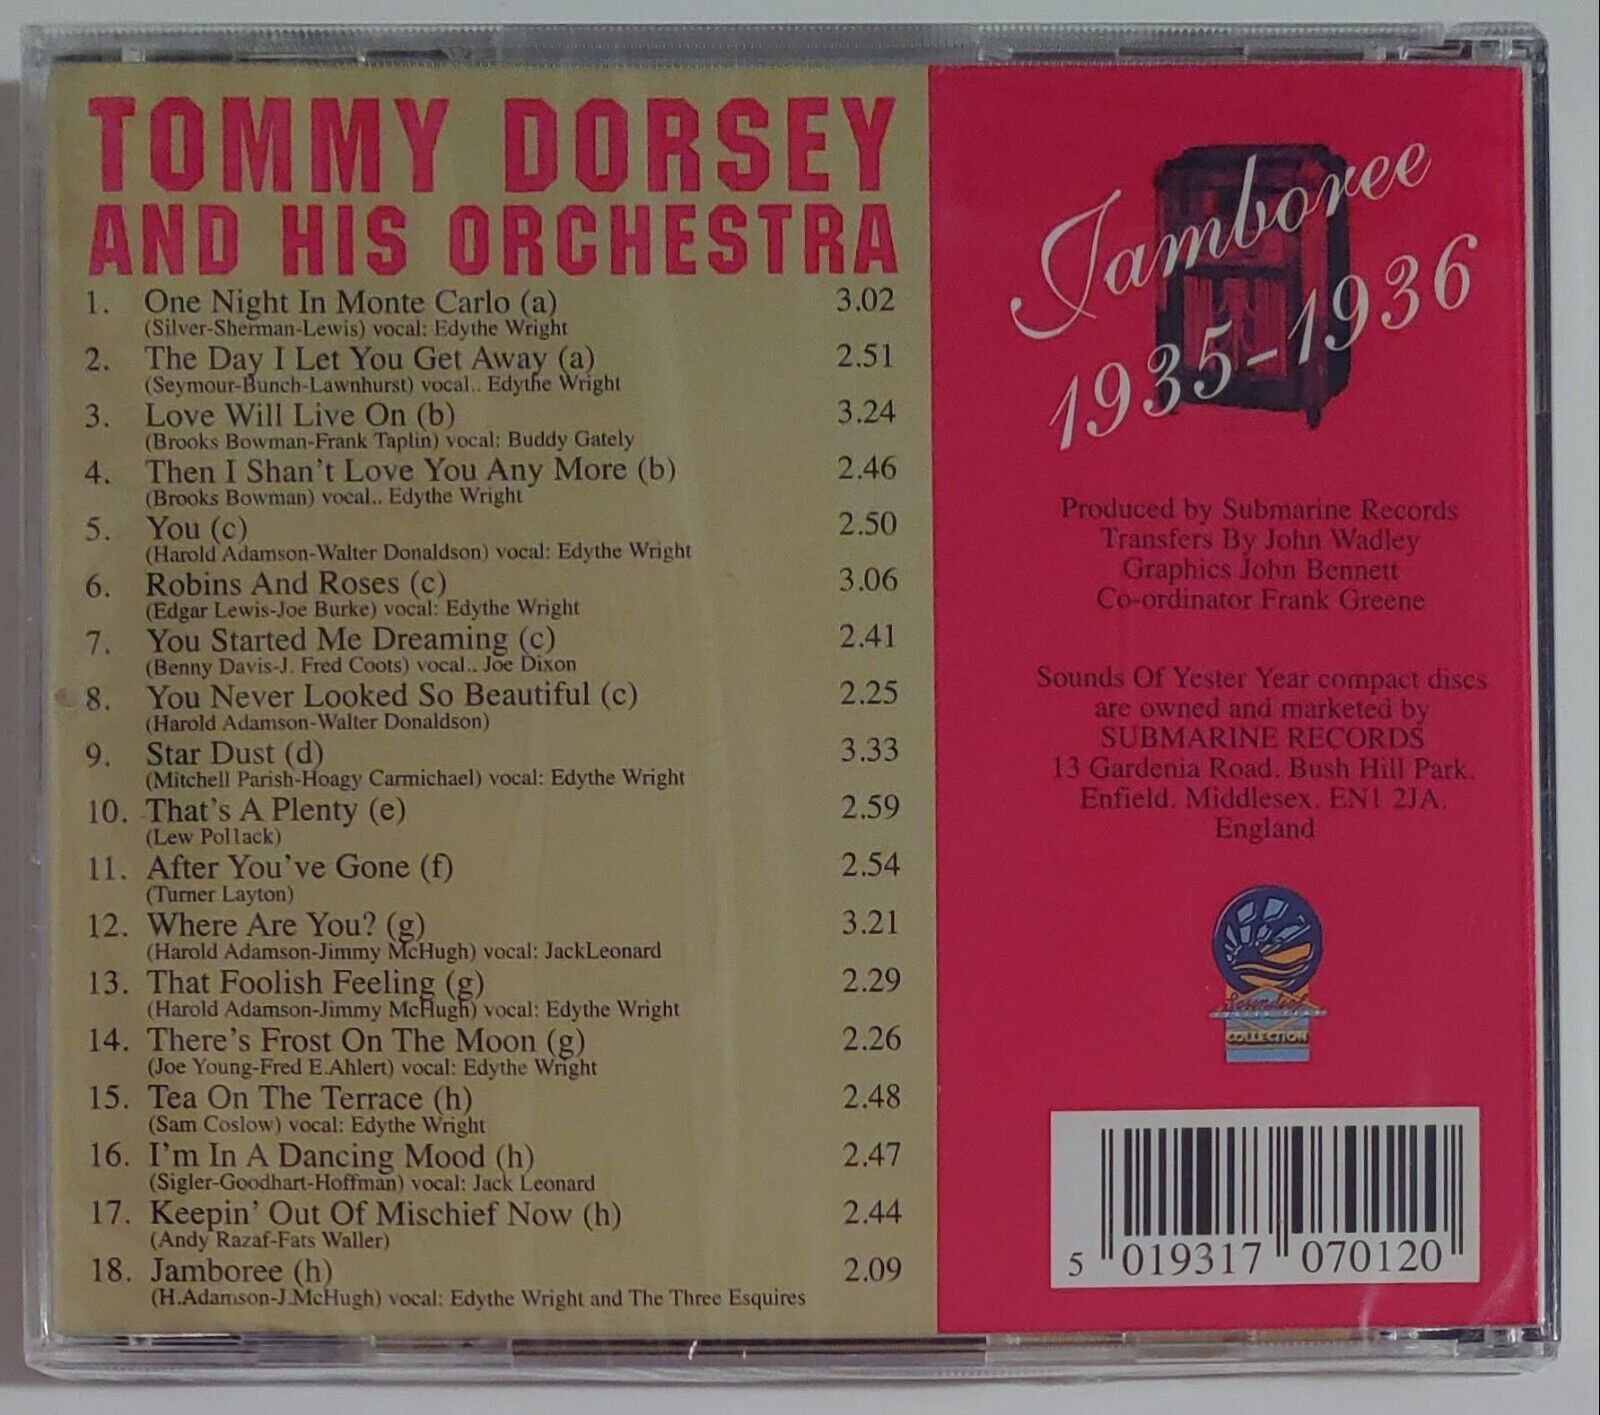 TOMMY DORSEY
AND HIS ORCHESTRA
1. One Night In Monte Carlo (a) 3.02
(Silver-Sherman-Lewis) vocal: Edythe Wright
2. The Day I Let You Get Away (a) 2.51
(Seymour-Bunch-Lawnhurst) vocal.. Edythe Wright
3. Love Will Live On (b) 3.24
(Brooks Bowman-Frank Taplin) vocal: Buddy Gately
4. Then I Shan't Love You Any More (b) 2.46
(Brooks Bowman) vocal.. Edythe Wright
5. You (c) 2.50
(Harold Adamson-Walter Donaldson) vocal: Edythe Wright
6. Robins And Roses (c) 3.06
(Edgar Lewis-Joe Burke) vocal: Edythe Wright
7. You Started Me Dreaming (c) 2.41
(Benny Davis-J. Fred Coots) vocal.. Joe Dixon
8. You Never Looked So Beautiful (c) 2.25
(Harold Adamson-Walter Donaldson)
9. Star Dust (d) 3.33
(Mitchell Parish-Hoagy Carmichael) vocal: Edythe Wright
10. That's A Plenty (e) 2.59
(Lew Pollack)
11. After You've Gone (f) 2.54
(Turner Layton)
12. Where Are You? (g) 3.21
(Harold Adamson-Jimmy McHugh) vocal: JackLeonard
13. That Foolish Feeling (g) 2.29
(Harold Adamson-Jimmy McHugh) vocal: Edythe Wright
14. There's Frost On The Moon (g) 2.26
(Joe Young-Fred E.Ahlert) vocal: Edythe Wright
15. Tea On The Terrace (h) 2.48
(Sam Coslow) vocal: Edythe Wright
16. I'm In A Dancing Mood (h) 2.47
(Sigler-Goodhart-Hoffman) vocal: Jack Leonard
17. Keepin' Out Of Mischief Now (h) 2.44
(Andy Razaf-Fats Waller)
18. Jamboree (h) 2.09
(H.Adamson-J.McHugh) vocal: Edythe Wright and The Three Esquires
Jamboree
1935-1936
Produced by Submarine Records
Transfers By John Wadley
Graphics John Bennett
Co-ordinator Frank Greene
Sounds Of Yester Year compact discs
are owned and marketed by
SUBMARINE RECORDS
13 Gardenia Road. Bush Hill Park.
Enfield. Middlesex. EN1 2JA.
England
Sounds of
COLLECTION
5 019317 070120